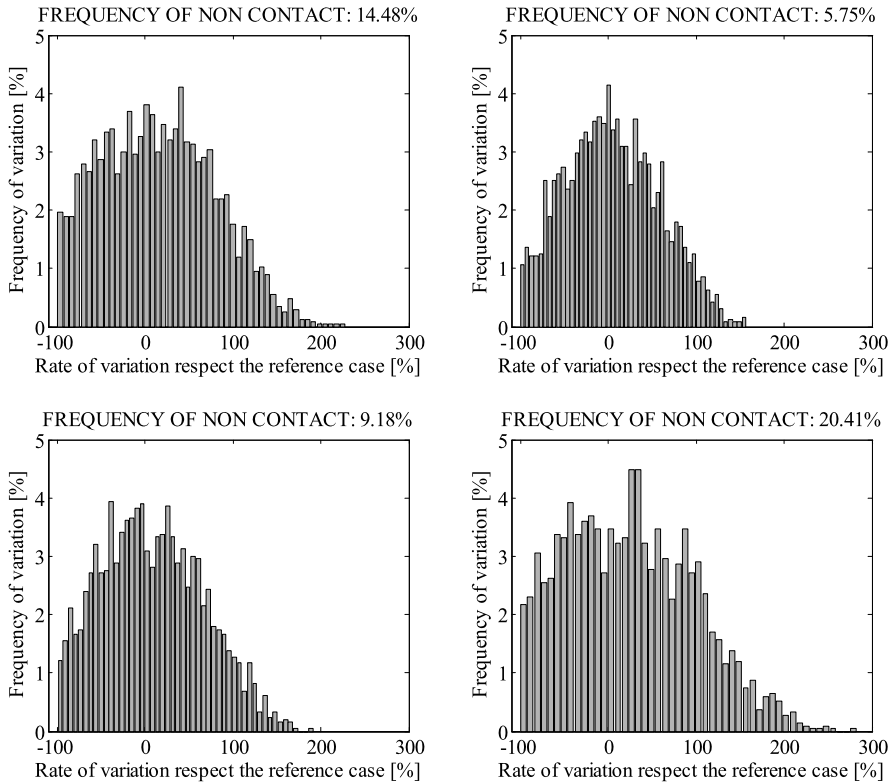 FREQUENCY OF NON CONTACT: 14.48%
Frequency of variation [%]
5
4
3
2
1
0
-100 0 100 200 300
Rate of variation respect the reference case [%]
FREQUENCY OF NON CONTACT: 5.75%
Frequency of variation [%]
5
4
3
2
1
0
-100 0 100 200 300
Rate of variation respect the reference case [%]
FREQUENCY OF NON CONTACT: 9.18%
Frequency of variation [%]
5
4
3
2
1
0
-100 0 100 200 300
Rate of variation respect the reference case [%]
FREQUENCY OF NON CONTACT: 20.41%
Frequency of variation [%]
5
4
3
2
1
0
-100 0 100 200 300
Rate of variation respect the reference case [%]